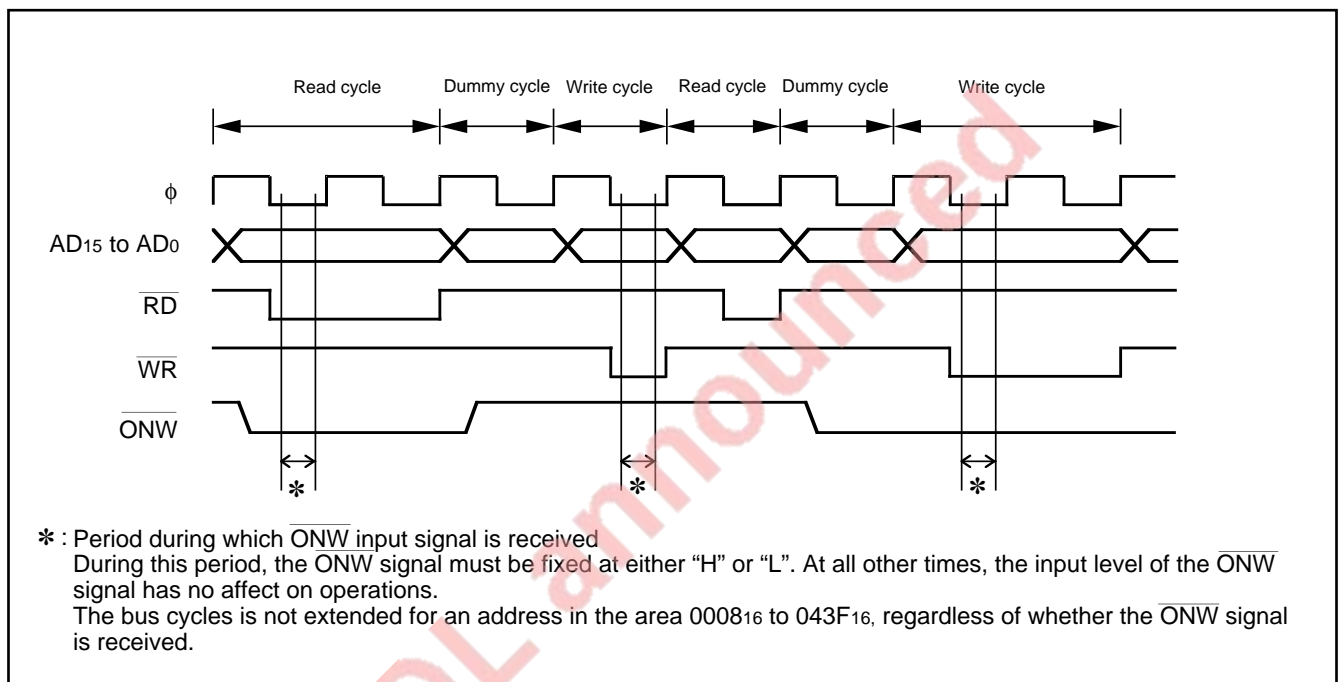 Read cycle Dummy cycle Write cycle Read cycle Dummy cycle Write cycle
ϕ
AD15 to AD0
RD
WR
ONW
* * *
* : Period during which ONW input signal is received
During this period, the ONW signal must be fixed at either “H” or “L”. At all other times, the input level of the ONW
signal has no affect on operations.
The bus cycles is not extended for an address in the area 000816 to 043F16, regardless of whether the ONW signal
is received.
OL announced